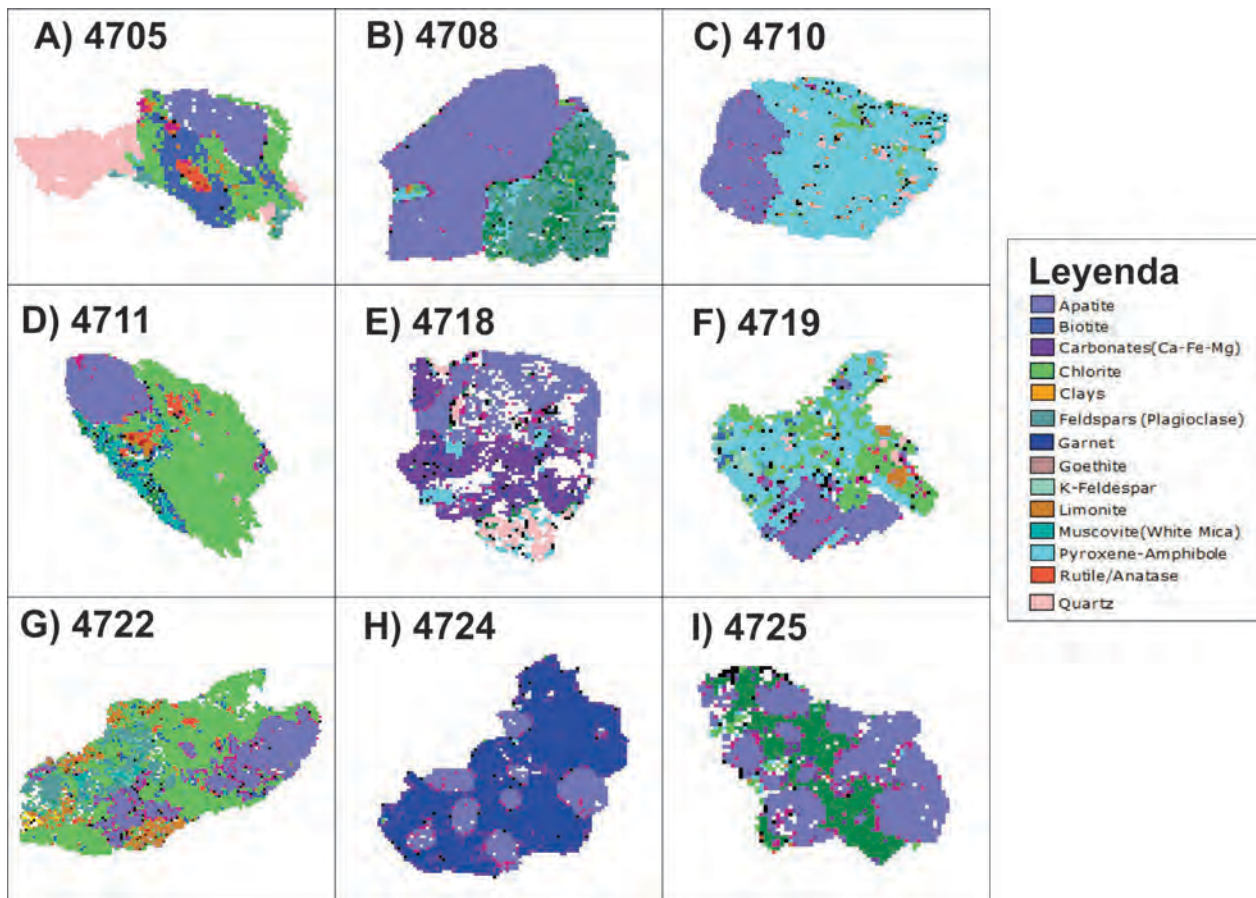 A) 4705
B) 4708
C) 4710
D) 4711
E) 4718
F) 4719
G) 4722
H) 4724
I) 4725
Leyenda
Apatite
Biotite
Carbonates(Ca-Fe-Mg)
Chlorite
Clays
Feldspars (Plagioclase)
Garnet
Goethite
K-Feldespar
Limonite
Muscovite(White Mica)
Pyroxene-Amphibole
Rutile/Anatase
Quartz